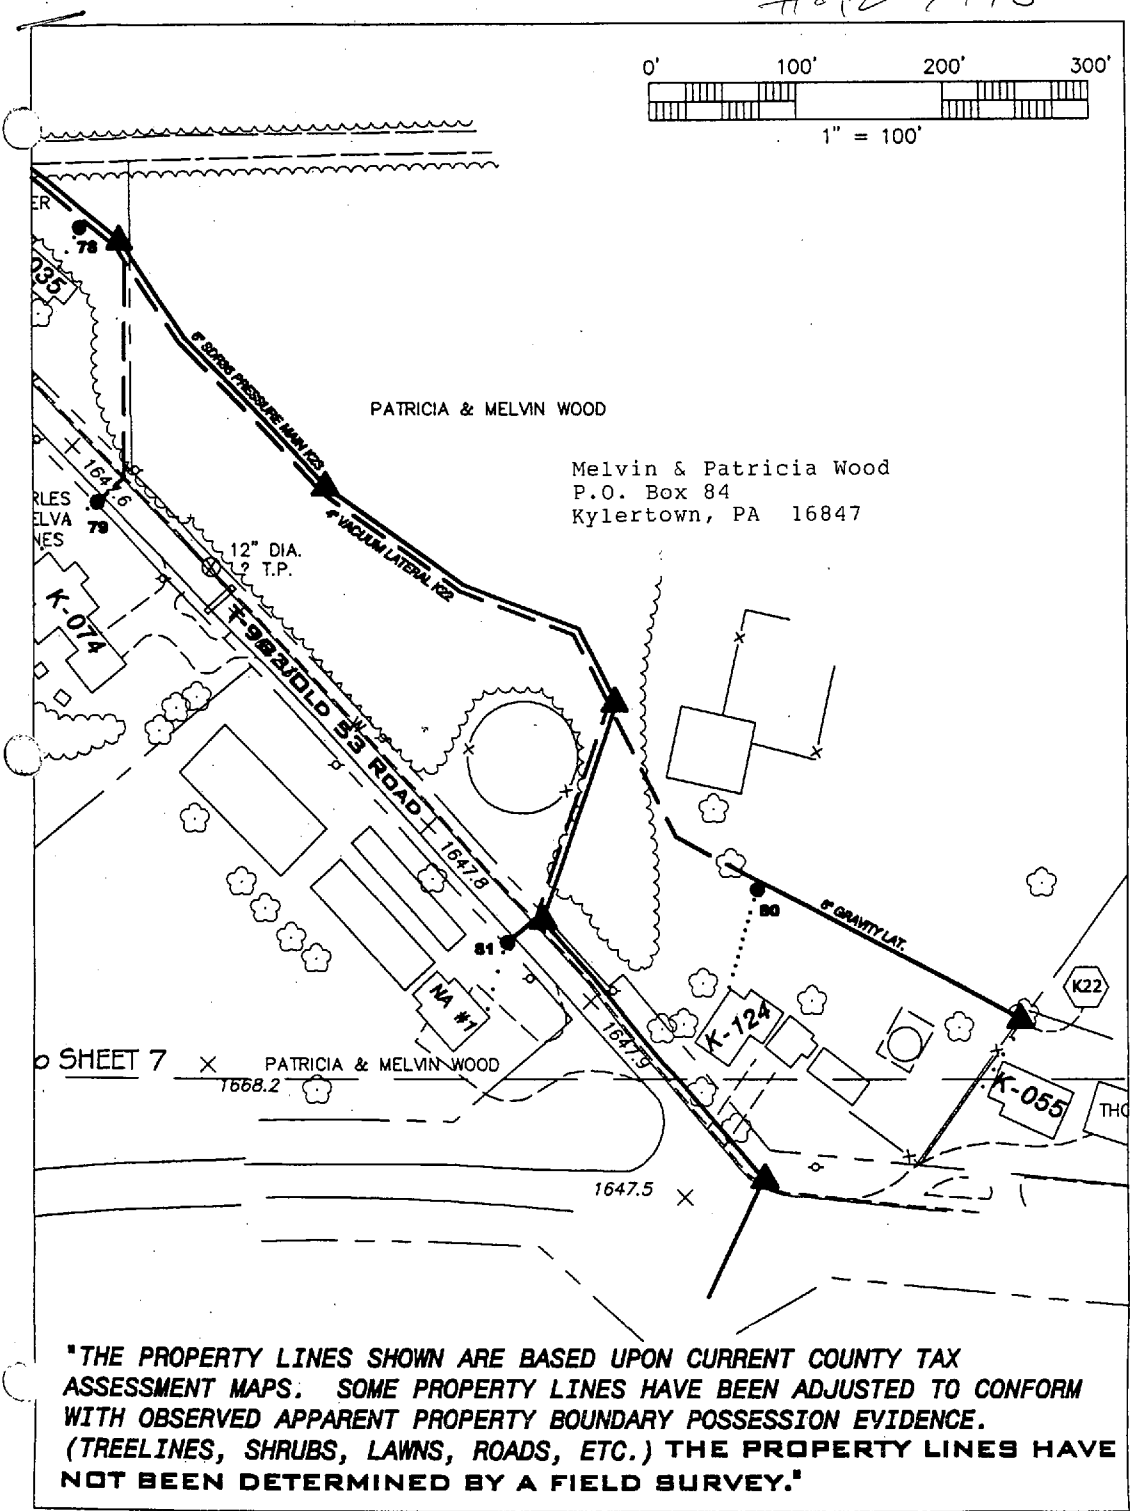 0' 100' 200' 300'
1" = 100'
ER
78
035
6" SDR35 PRESSURE MAIN K23
PATRICIA & MELVIN WOOD
Melvin & Patricia Wood
P.O. Box 84
Kylertown, PA 16847
RLES
ELVA
NES
79
12" DIA.
? T.P.
4" VACUUM LATERAL K22
K-074
OLD 53 ROAD
W
1647.8
80
8" GRAVITY LAT.
81
NA #1
K22
K-124
1647.9
SHEET 7
1668.2
PATRICIA & MELVIN WOOD
K-055
THO
1647.5
"THE PROPERTY LINES SHOWN ARE BASED UPON CURRENT COUNTY TAX
ASSESSMENT MAPS. SOME PROPERTY LINES HAVE BEEN ADJUSTED TO CONFORM
WITH OBSERVED APPARENT PROPERTY BOUNDARY POSSESSION EVIDENCE.
(TREELINES, SHRUBS, LAWNS, ROADS, ETC.) THE PROPERTY LINES HAVE
NOT BEEN DETERMINED BY A FIELD SURVEY."